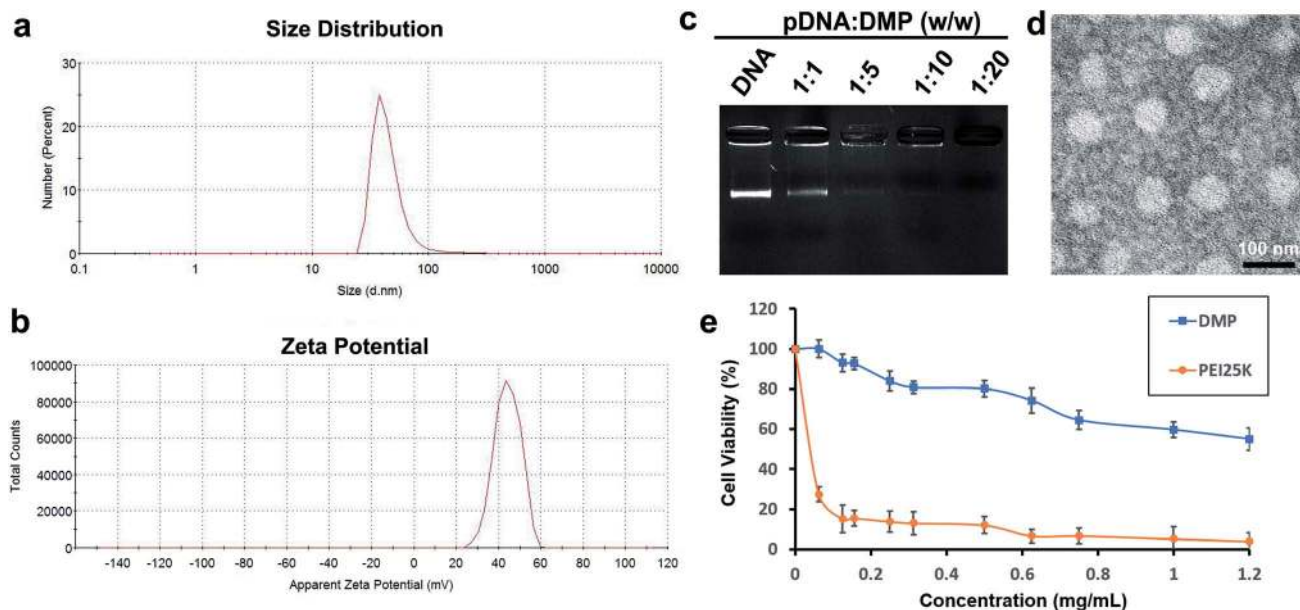 a
Size Distribution
Number (Percent)
30
20
10
0
0.1 1 10 100 1000 10000
Size (d.nm)
b
Zeta Potential
Total Counts
100000
80000
60000
40000
20000
0
-140 -120 -100 -80 -60 -40 -20 0 20 40 60 80 100 120
Apparent Zeta Potential (mV)
c
pDNA:DMP (w/w)
DNA 1:1 1:5 1:10 1:20
d
100 nm
e
Cell Viability (%)
120
100
80
60
40
20
0
0 0.2 0.4 0.6 0.8 1 1.2
Concentration (mg/mL)
DMP
PEI25K